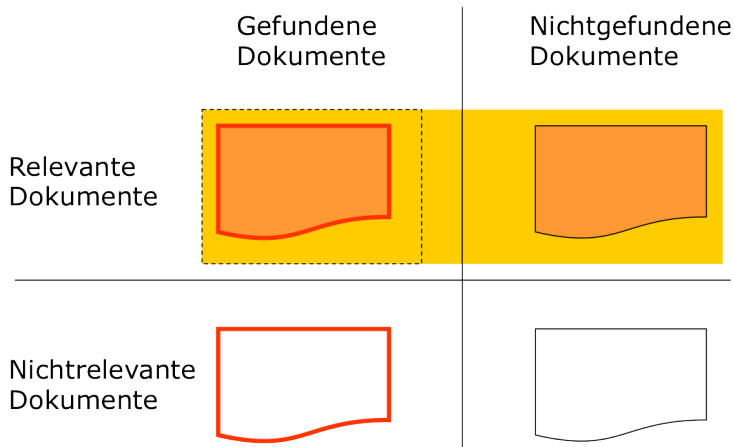 Gefundene
Dokumente
Nichtgefundene
Dokumente
Relevante
Dokumente
Nichtrelevante
Dokumente